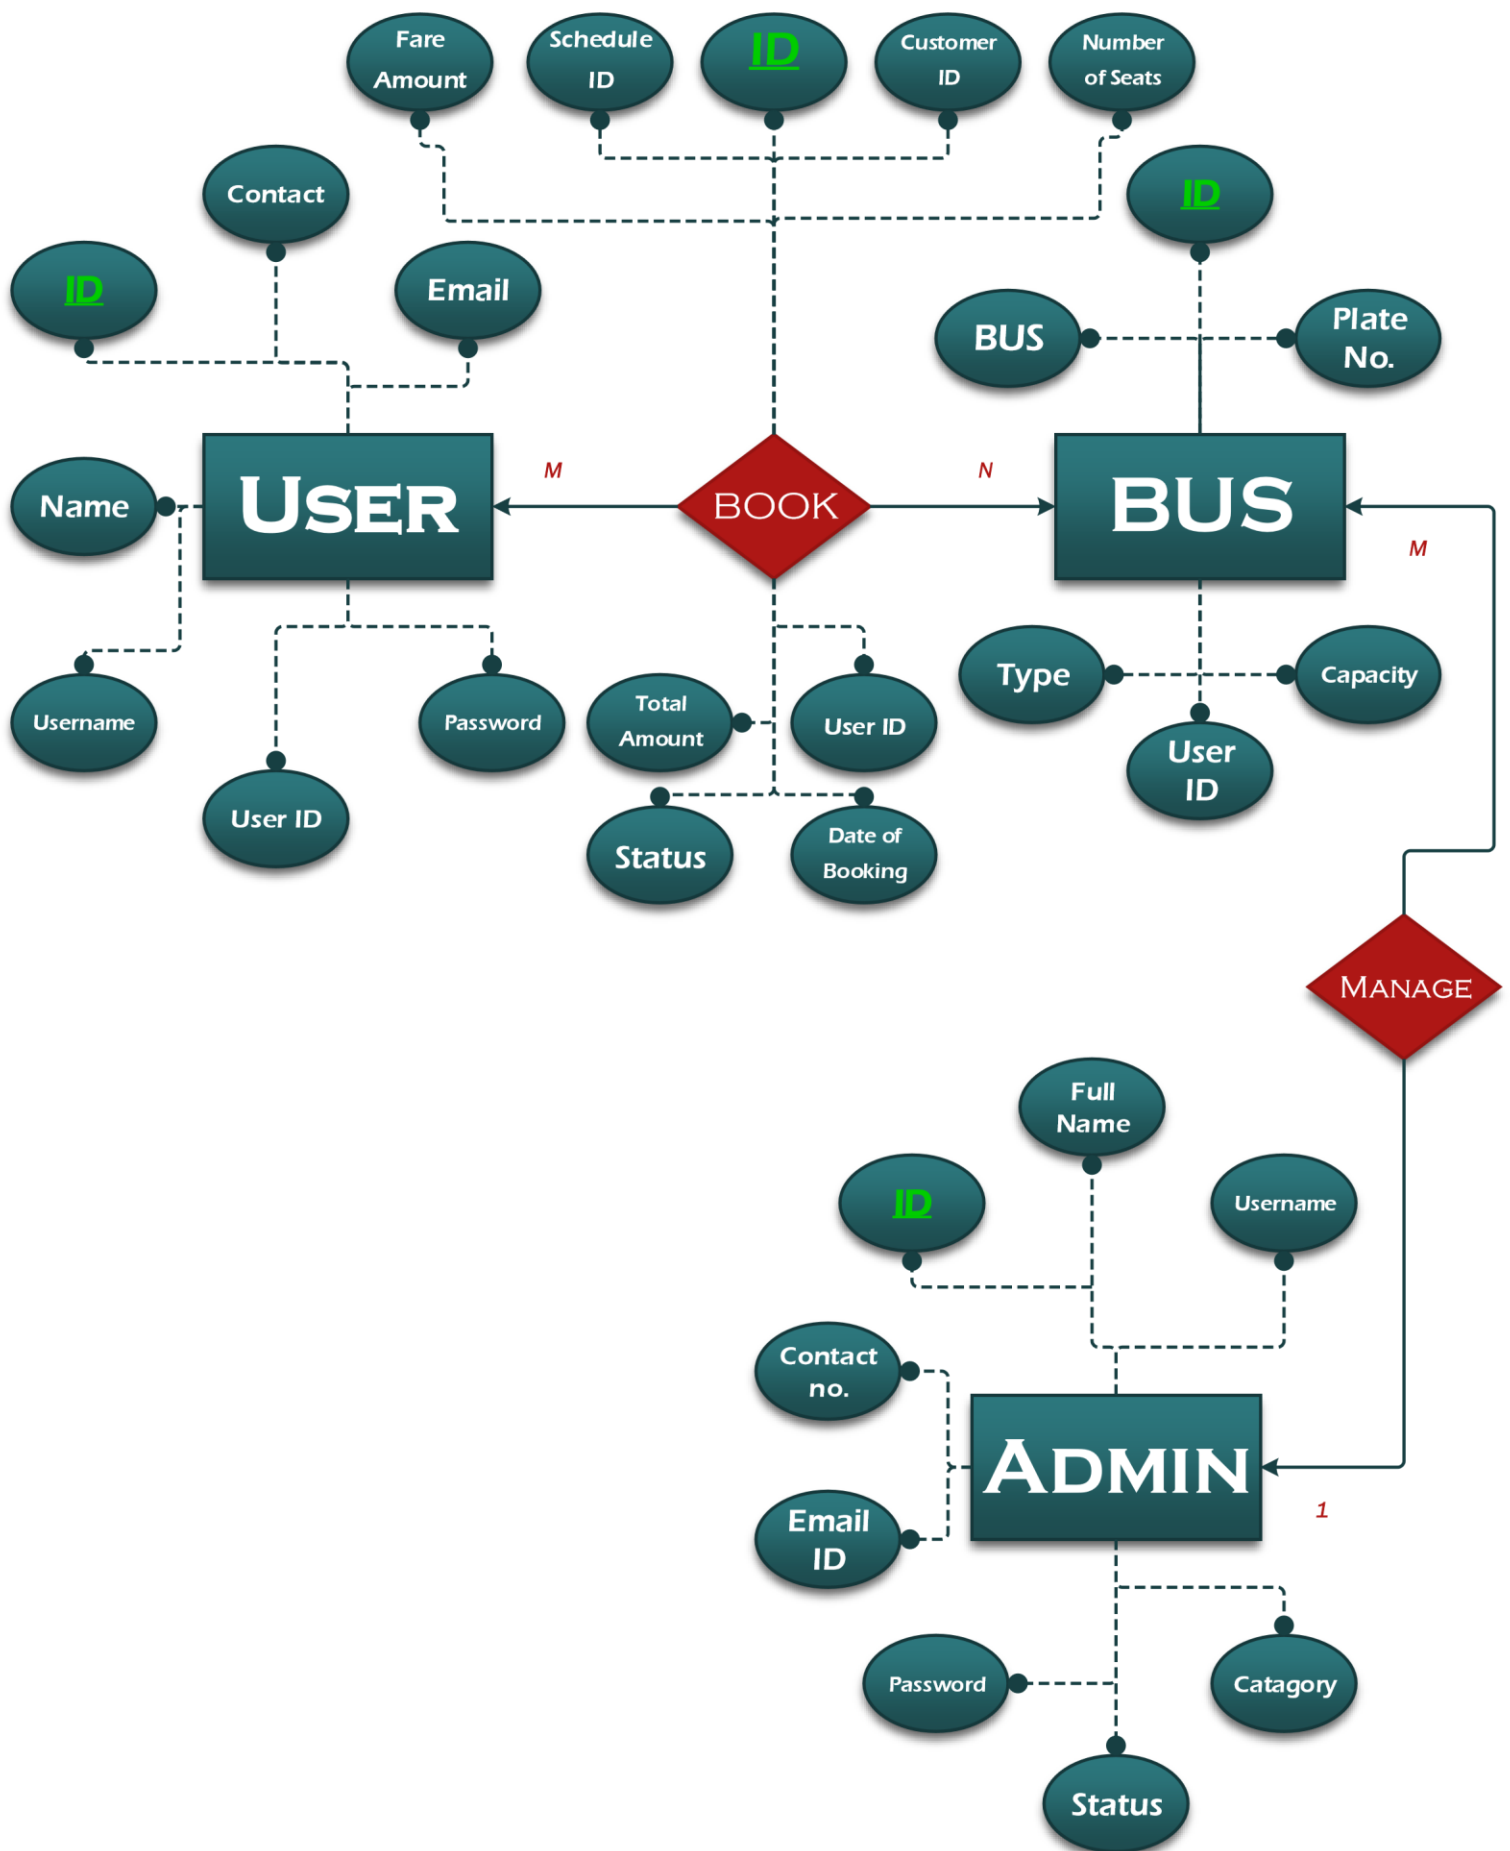 Fare
Amount
Schedule
ID
ID
Customer
ID
Number
of Seats
Contact
ID
ID
Email
BUS
Plate
No.
M
N
Name
USER
BOOK
BUS
M
Username
Password
User ID
Total
Amount
User ID
Status
Date of
Booking
Type
Capacity
User
ID
MANAGE
Full
Name
ID
Username
Contact
no.
ADMIN
Email
ID
1
Password
Catagory
Status